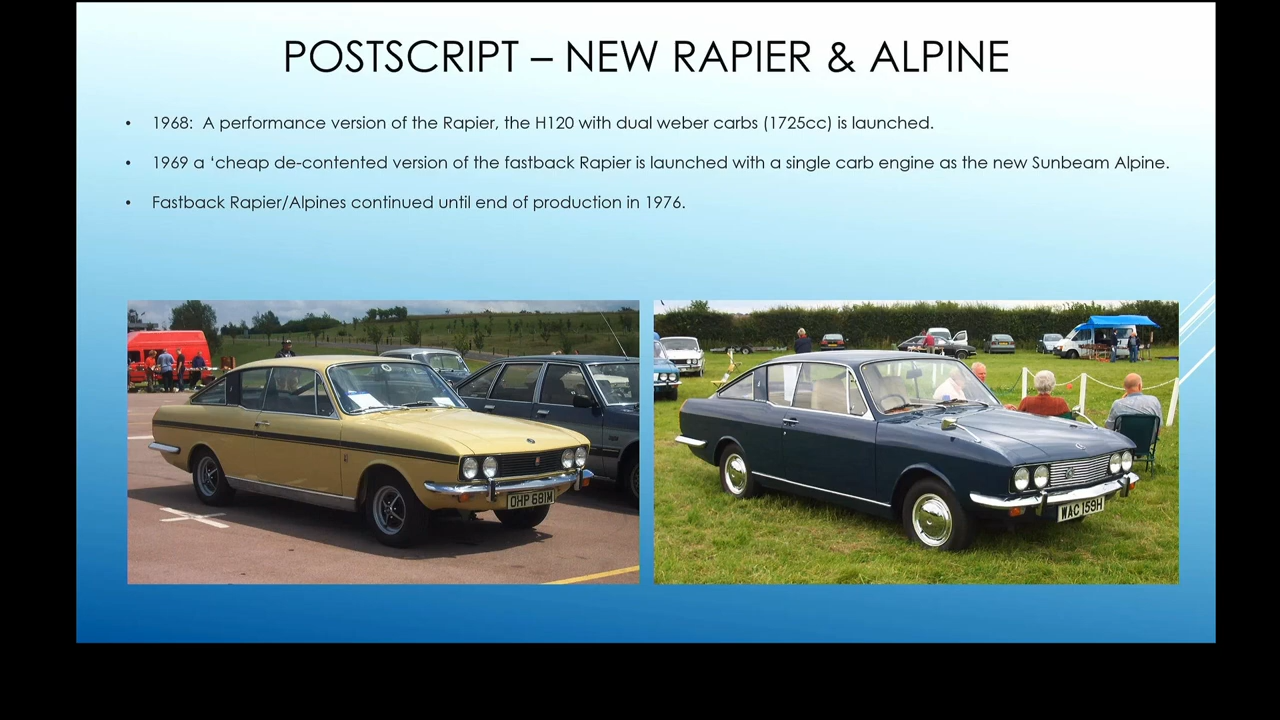 POSTSCRIPT – NEW RAPIER & ALPINE
• 1968:  A performance version of the Rapier, the H120 with dual weber carbs (1725cc) is launched.
• 1969 a ‘cheap de-contented version of the fastback Rapier is launched with a single carb engine as the new Sunbeam Alpine.
• Fastback Rapier/Alpines continued until end of production in 1976.
OHP 681M
WAC 159H